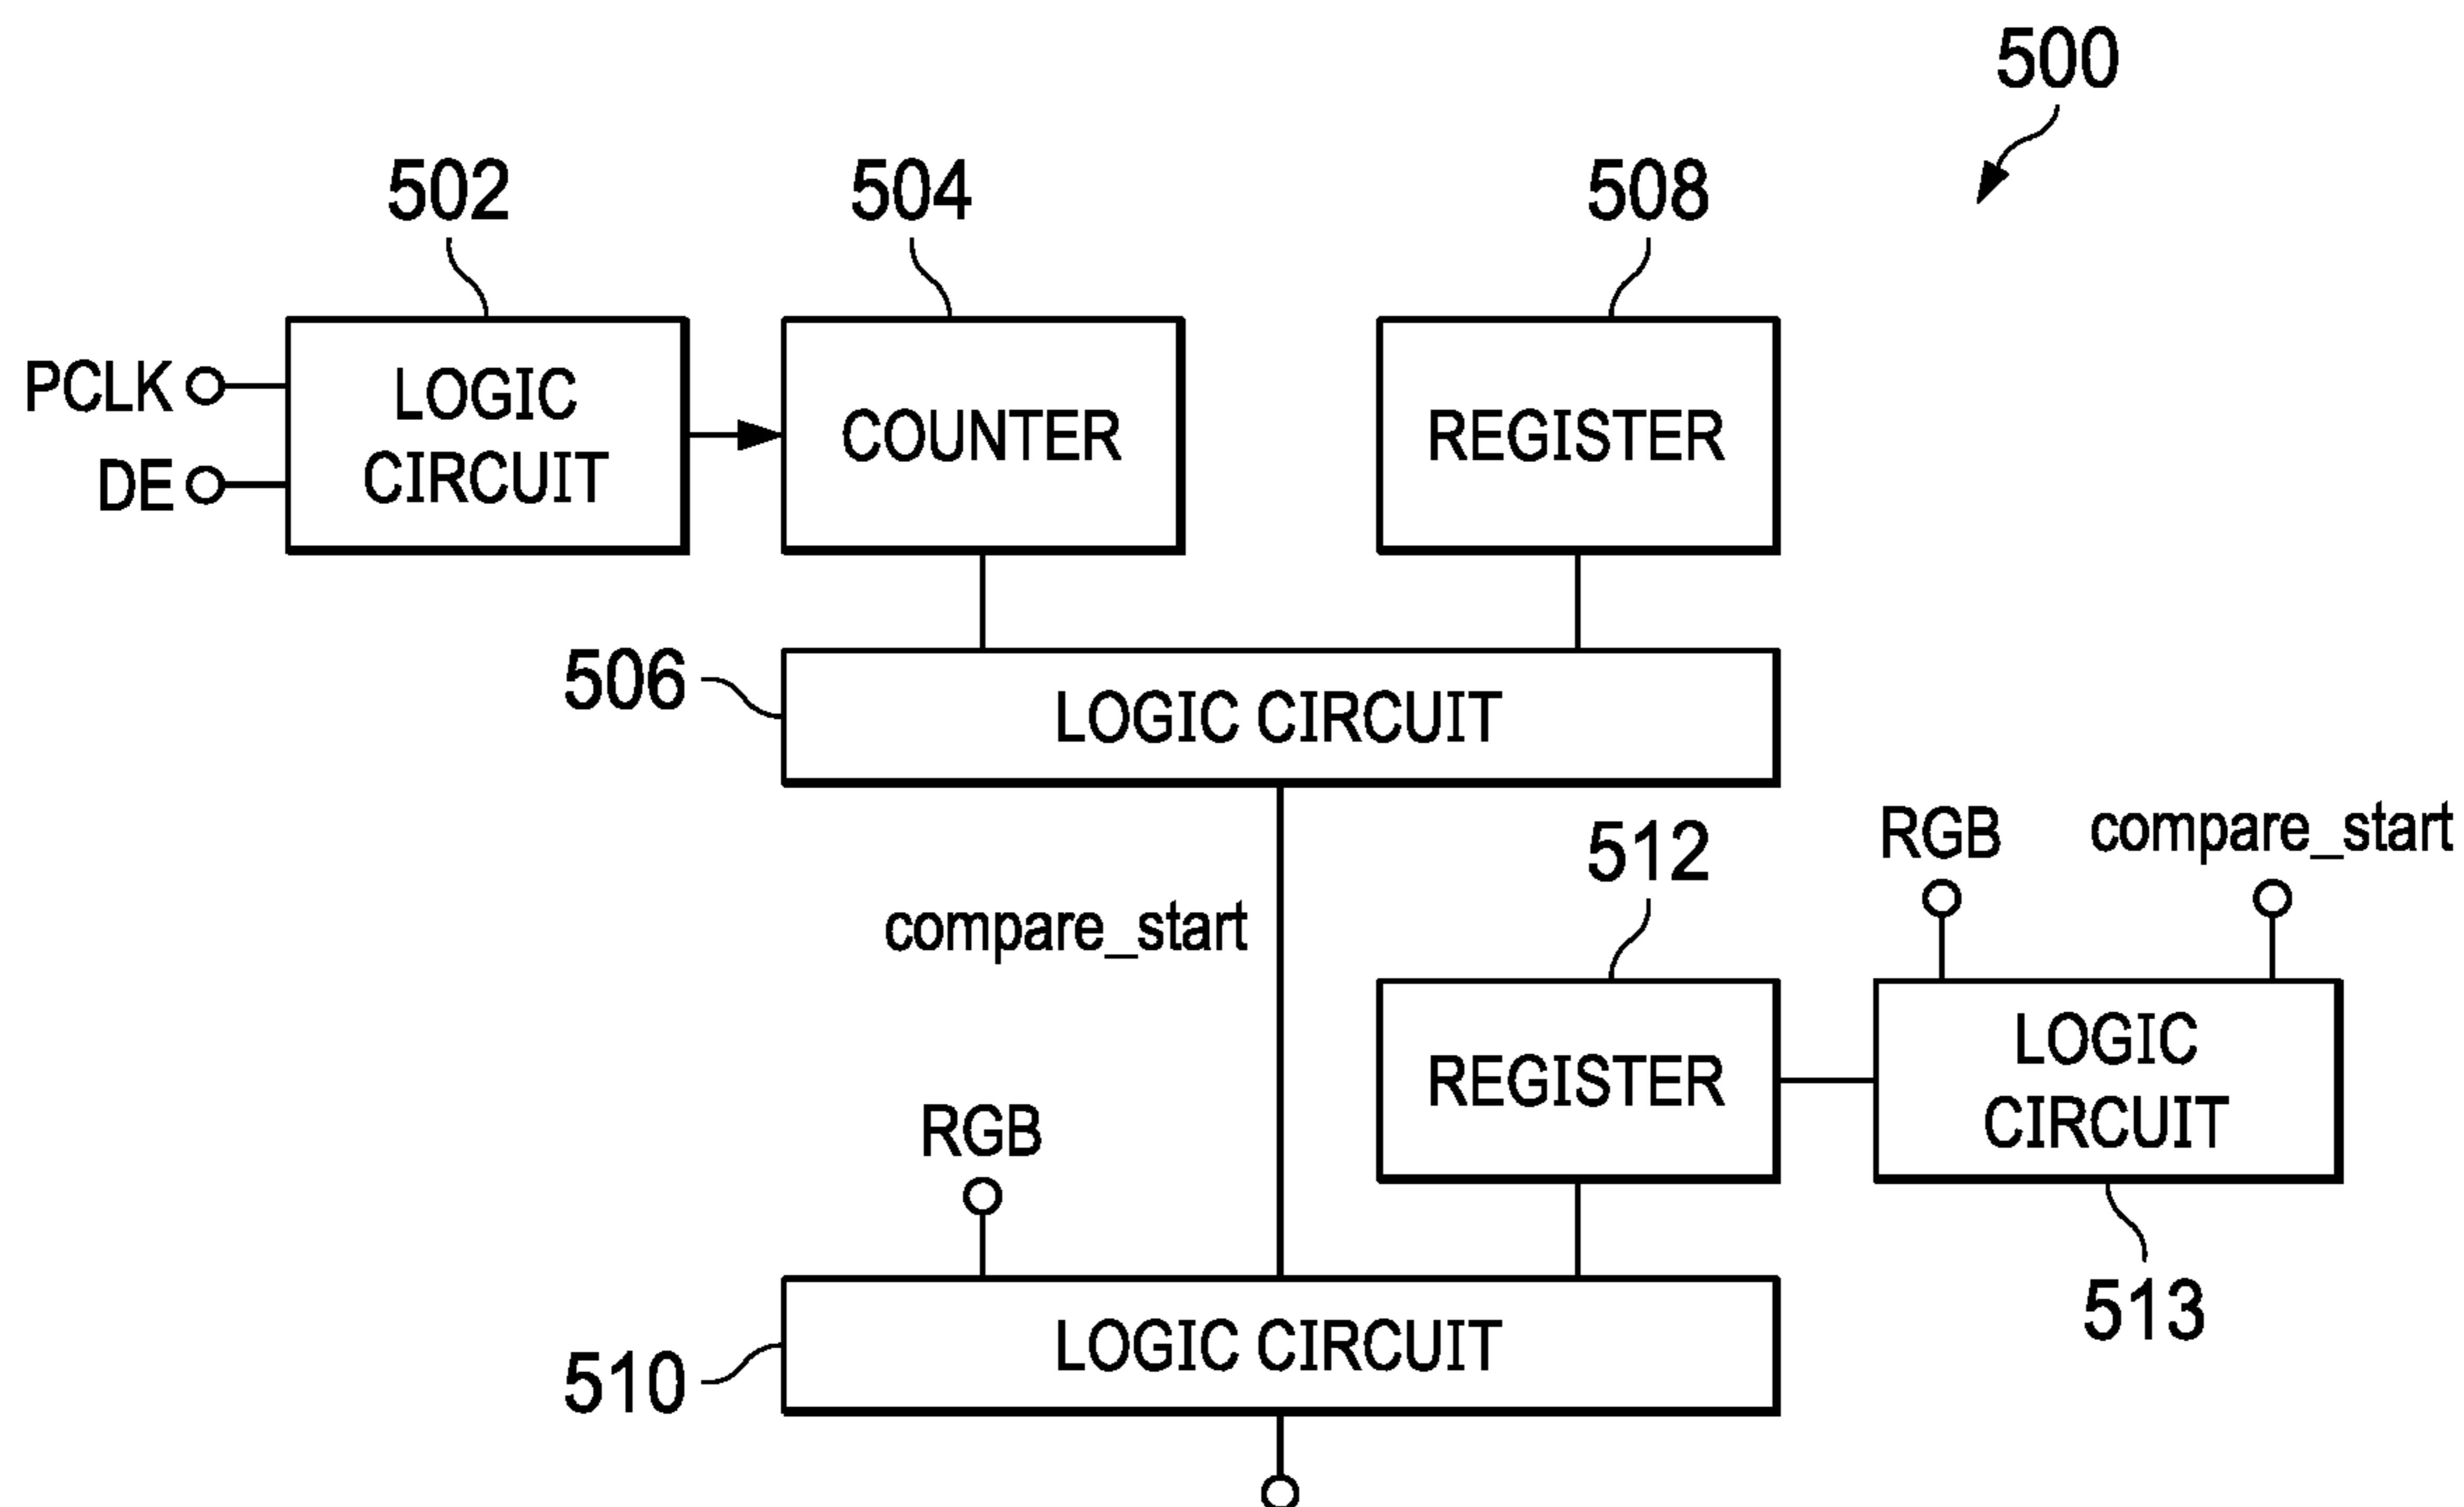 500
502
504
508
PCLK
DE
LOGIC
CIRCUIT
COUNTER
REGISTER
506
LOGIC CIRCUIT
compare_start
512
RGB
compare_start
REGISTER
LOGIC
CIRCUIT
RGB
513
510
LOGIC CIRCUIT